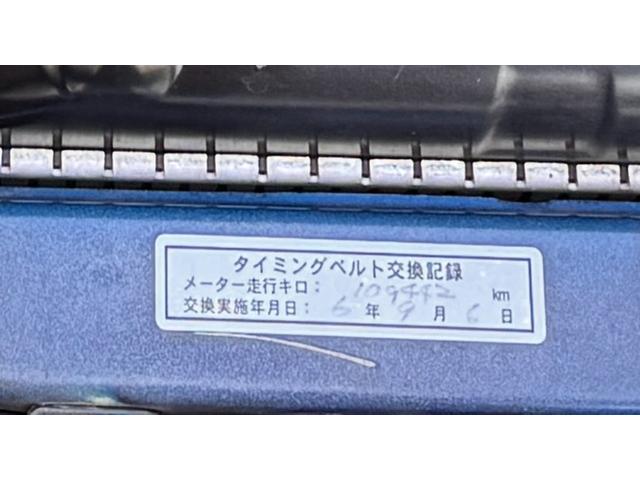 タイミングベルト交換記録
メーター走行キロ： 109442 km
交換実施年月日： 6 年 9 月 6 日